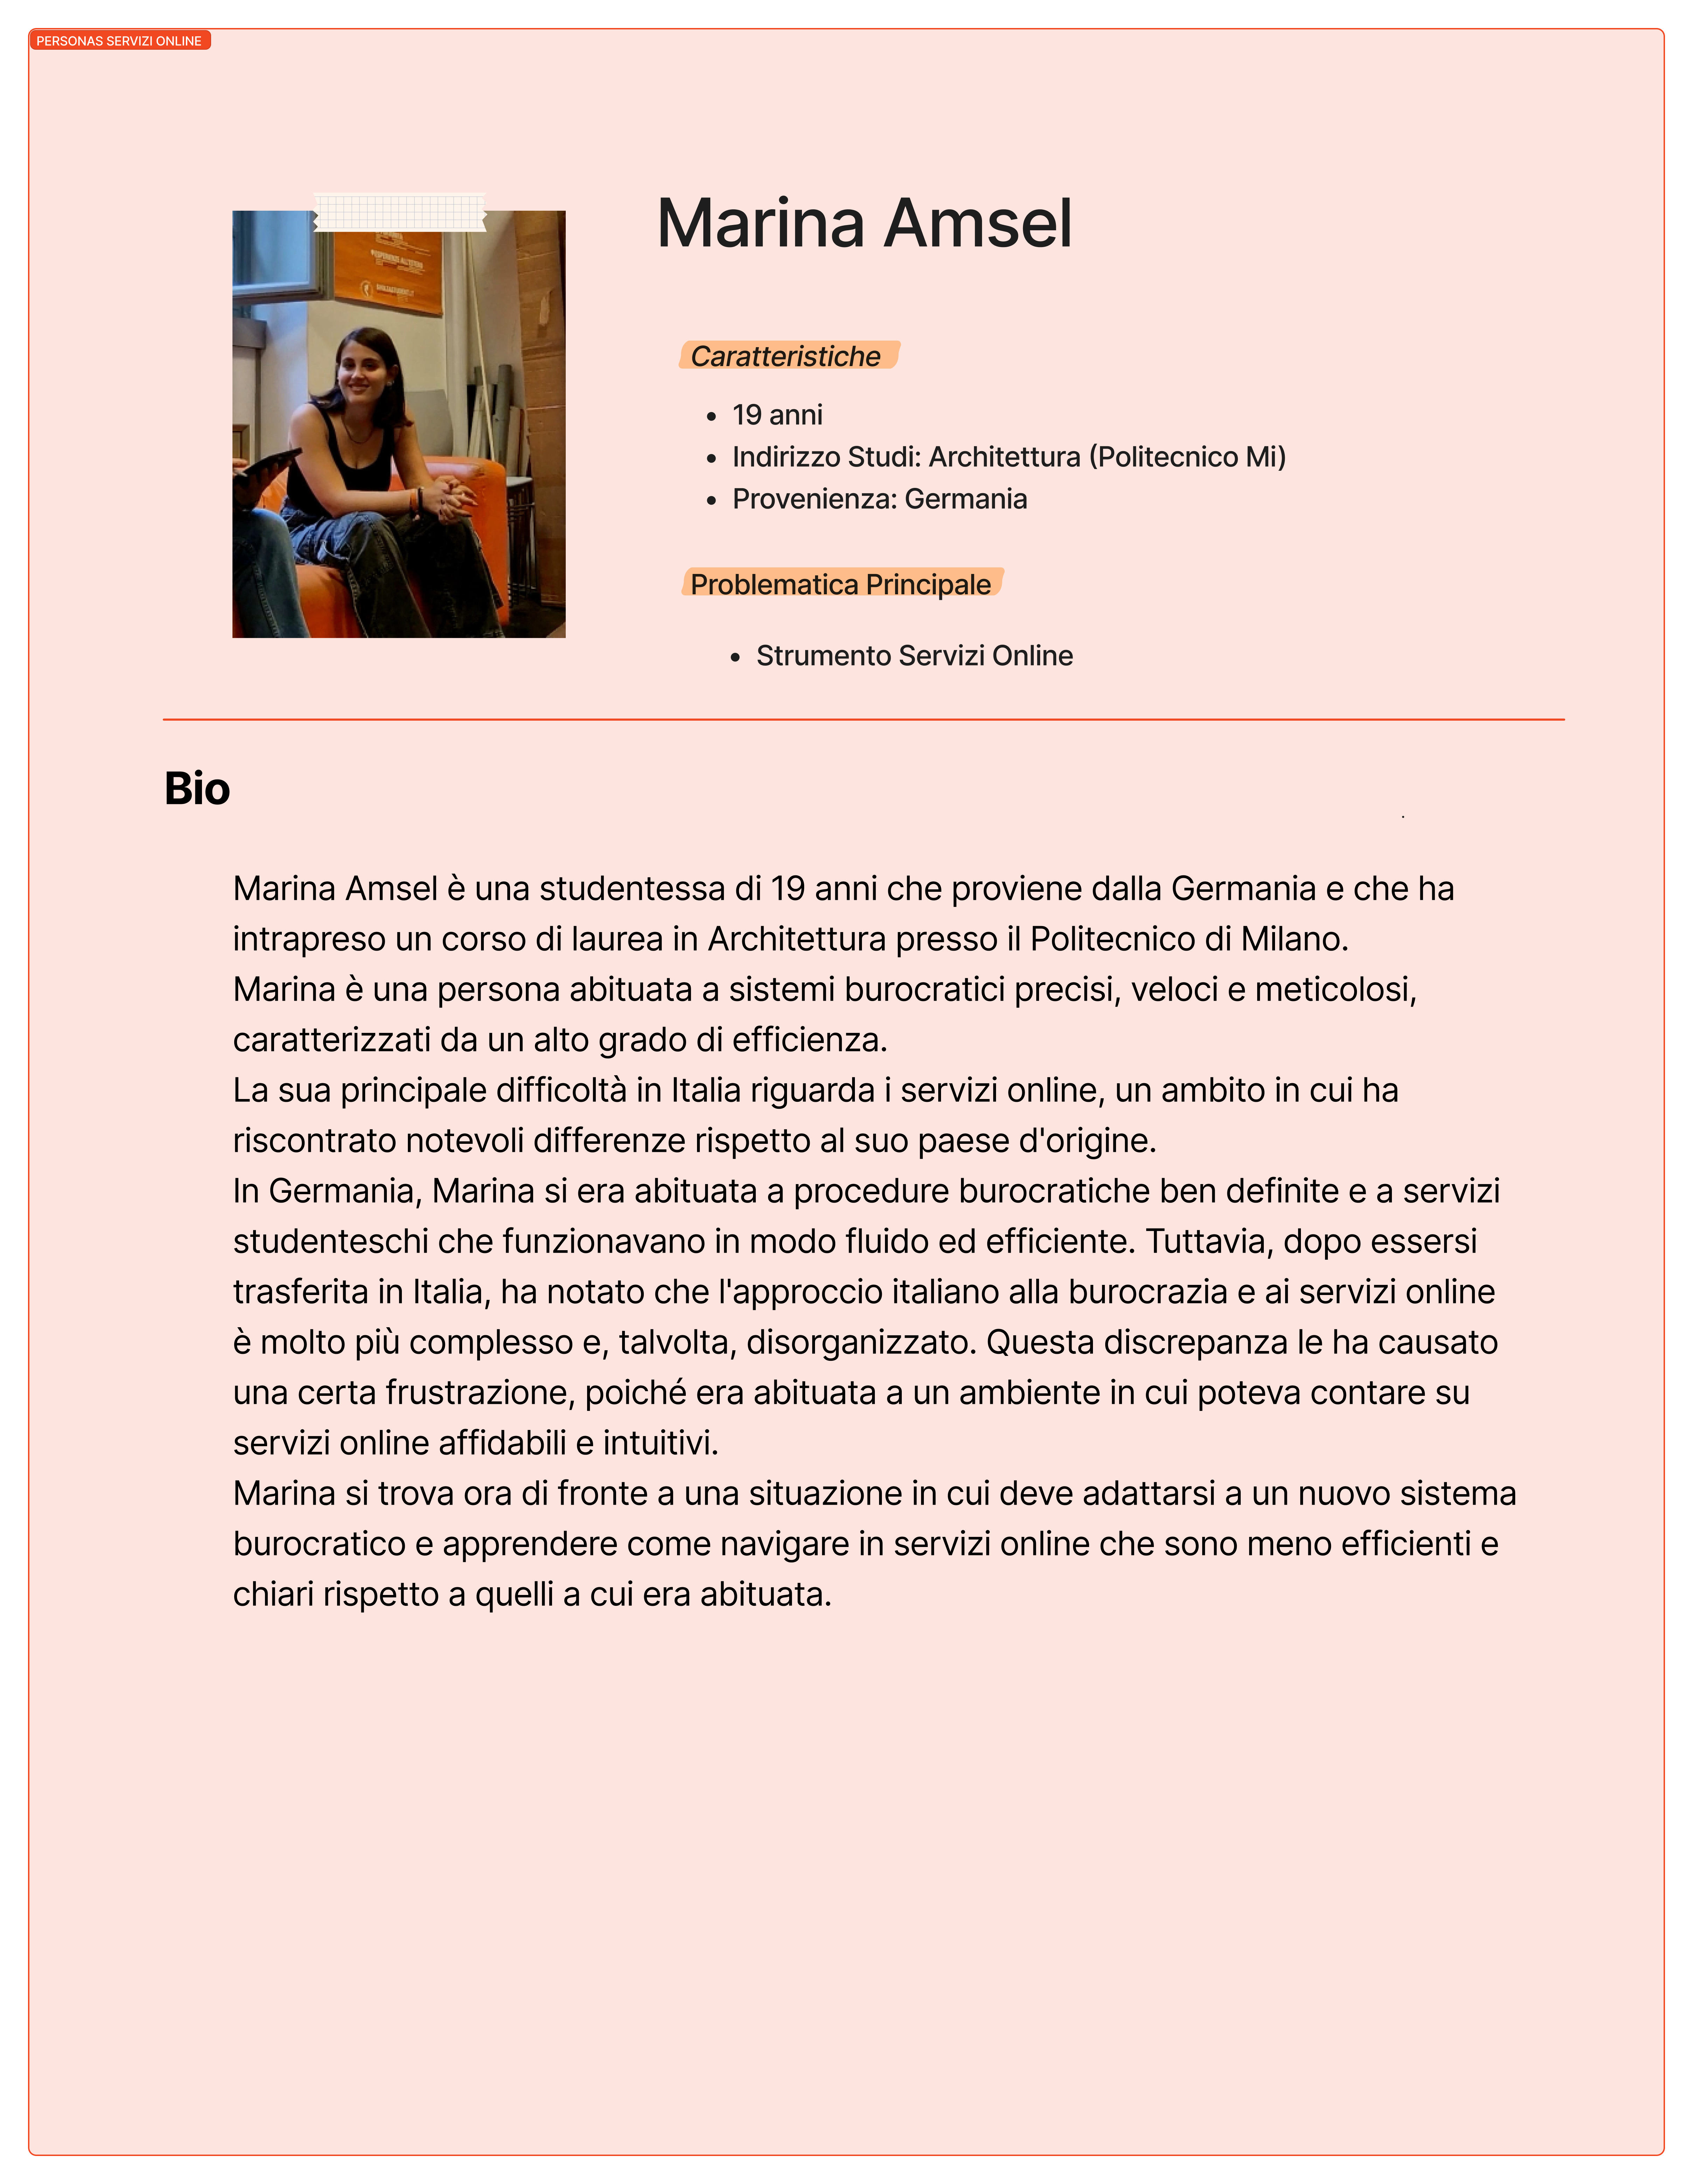 PERSONAS SERVIZI ONLINE
Marina Amsel
Caratteristiche
• 19 anni
• Indirizzo Studi: Architettura (Politecnico Mi)
• Provenienza: Germania
Problematica Principale
• Strumento Servizi Online
Bio
.
Marina Amsel è una studentessa di 19 anni che proviene dalla Germania e che ha
intrapreso un corso di laurea in Architettura presso il Politecnico di Milano.
Marina è una persona abituata a sistemi burocratici precisi, veloci e meticolosi,
caratterizzati da un alto grado di efficienza.
La sua principale difficoltà in Italia riguarda i servizi online, un ambito in cui ha
riscontrato notevoli differenze rispetto al suo paese d'origine.
In Germania, Marina si era abituata a procedure burocratiche ben definite e a servizi
studenteschi che funzionavano in modo fluido ed efficiente. Tuttavia, dopo essersi
trasferita in Italia, ha notato che l'approccio italiano alla burocrazia e ai servizi online
è molto più complesso e, talvolta, disorganizzato. Questa discrepanza le ha causato
una certa frustrazione, poiché era abituata a un ambiente in cui poteva contare su
servizi online affidabili e intuitivi.
Marina si trova ora di fronte a una situazione in cui deve adattarsi a un nuovo sistema
burocratico e apprendere come navigare in servizi online che sono meno efficienti e
chiari rispetto a quelli a cui era abituata.